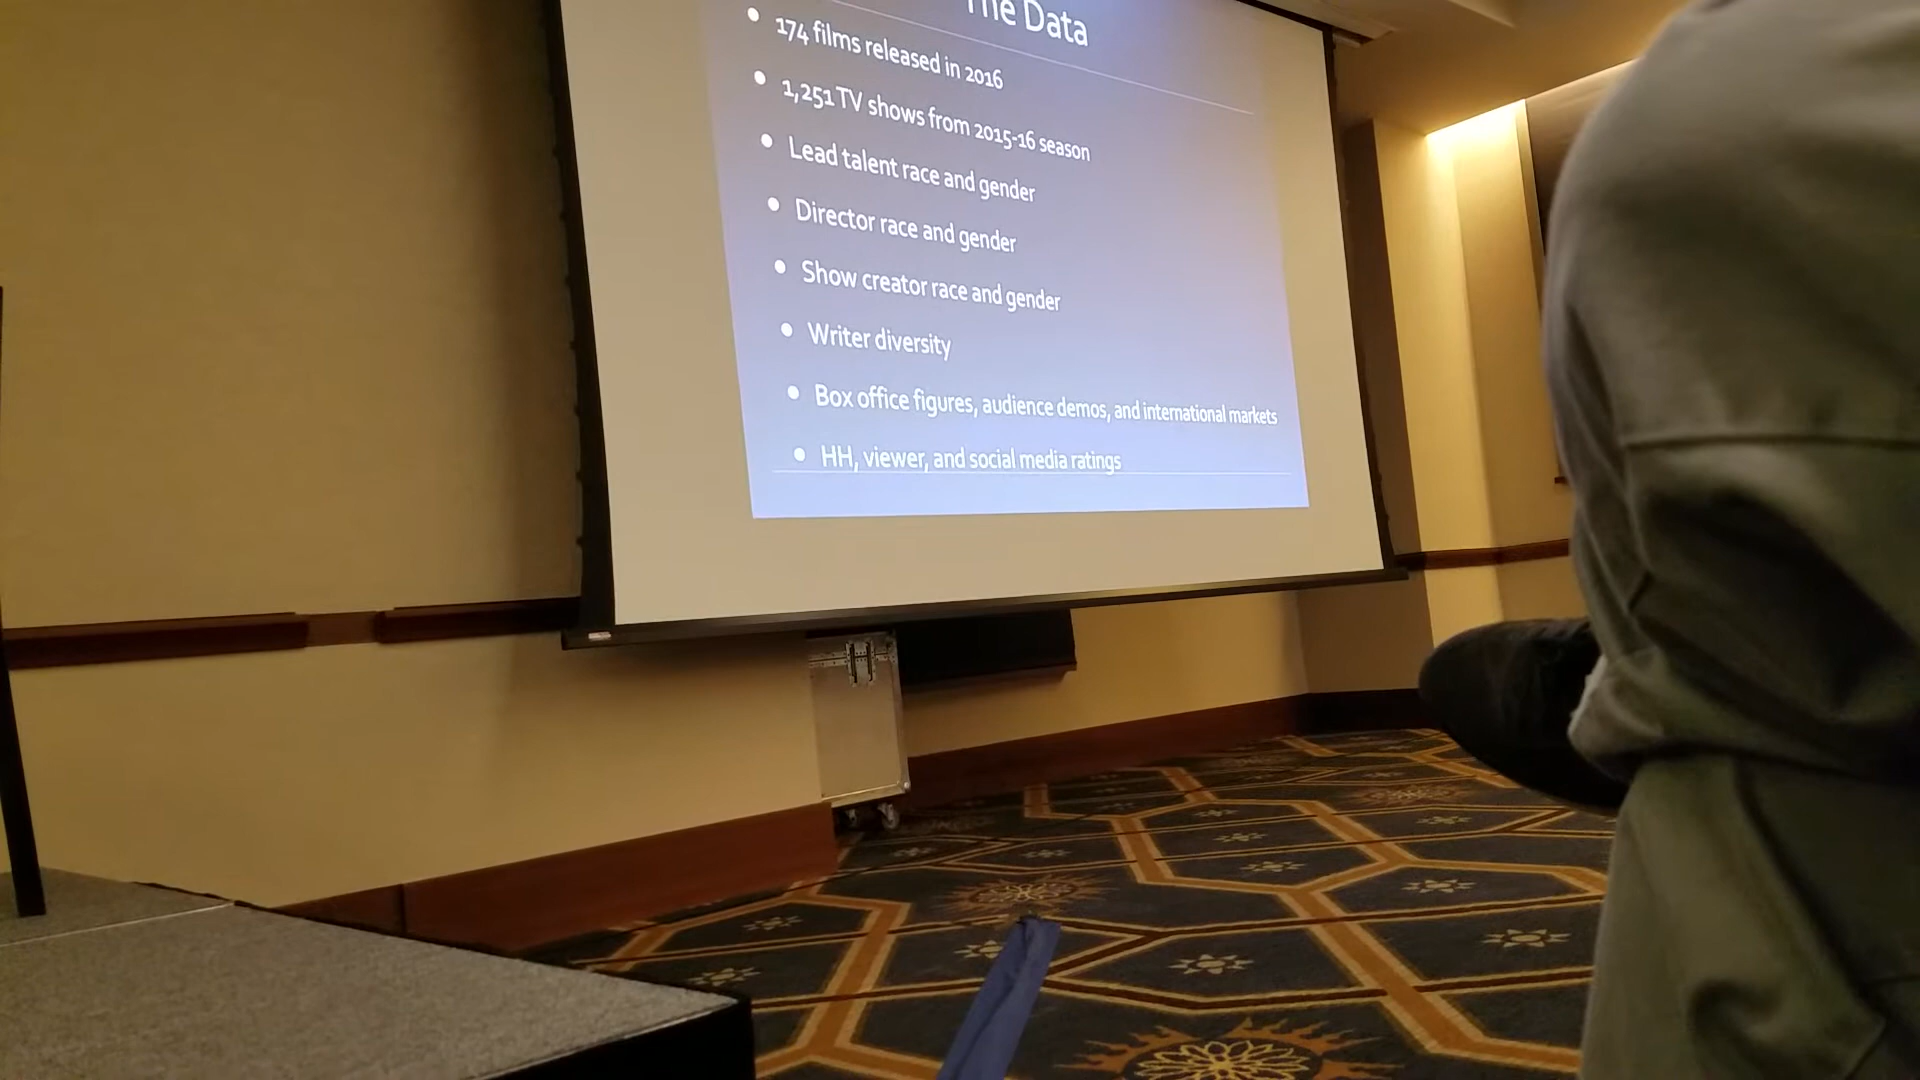 The Data
174 films released in 2016
1,251 TV shows from 2015-16 season
Lead talent race and gender
Director race and gender
Show creator race and gender
Writer diversity
Box office figures, audience demos, and international markets
HH, viewer, and social media ratings